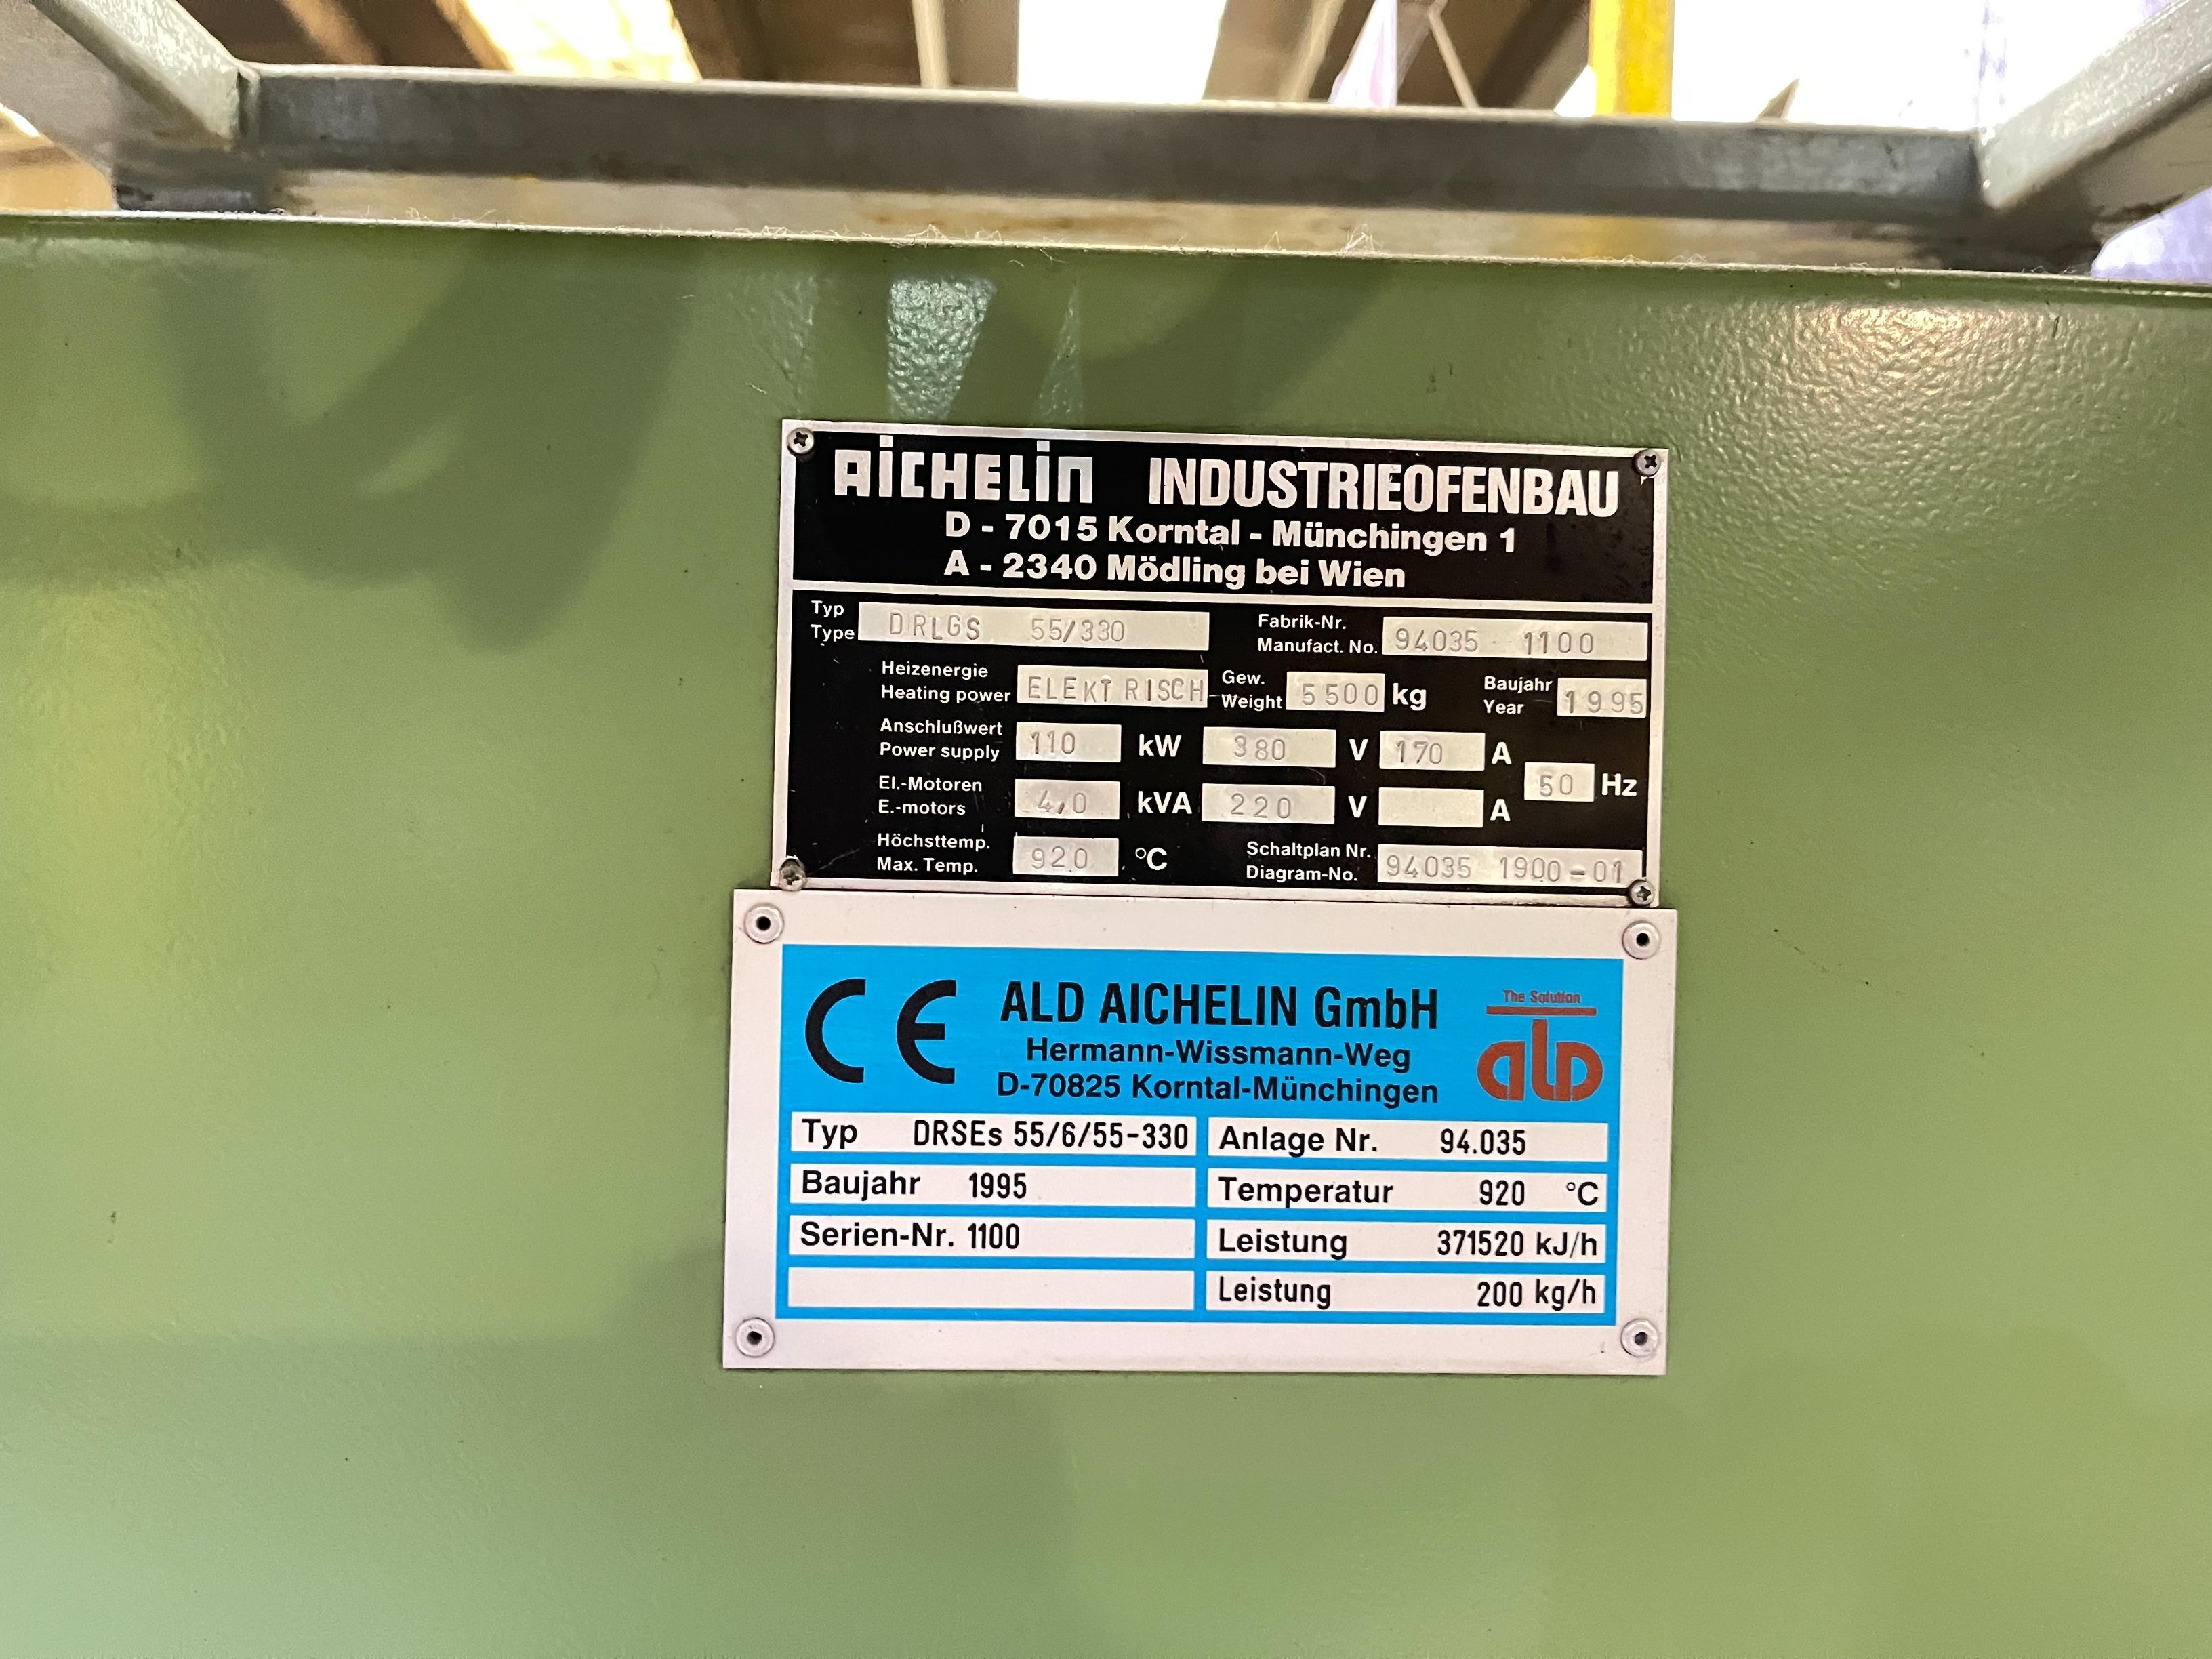 AICHELIN INDUSTRIEOFENBAU
D - 7015 Korntal - Münchingen 1
A - 2340 Mödling bei Wien
Typ
Type DRLGS 55/330
Fabrik-Nr.
Manufact. No. 94035 1100
Heizenergie
Heating power ELEKTRISCH
Gew.
Weight 5500 kg
Baujahr
Year 1995
Anschlußwert
Power supply 110 kW 380 V 170 A
50 Hz
El.-Motoren
E.-motors 4,0 kVA 220 V A
Höchsttemp.
Max. Temp. 920 °C
Schaltplan Nr.
Diagram-No. 94035 1900-01
CE
ALD AICHELIN GmbH
Hermann-Wissmann-Weg
D-70825 Korntal-Münchingen
The Solution
ALD
Typ DRSEs 55/6/55-330 Anlage Nr. 94.035
Baujahr 1995 Temperatur 920 °C
Serien-Nr. 1100 Leistung 371520 kJ/h
Leistung 200 kg/h